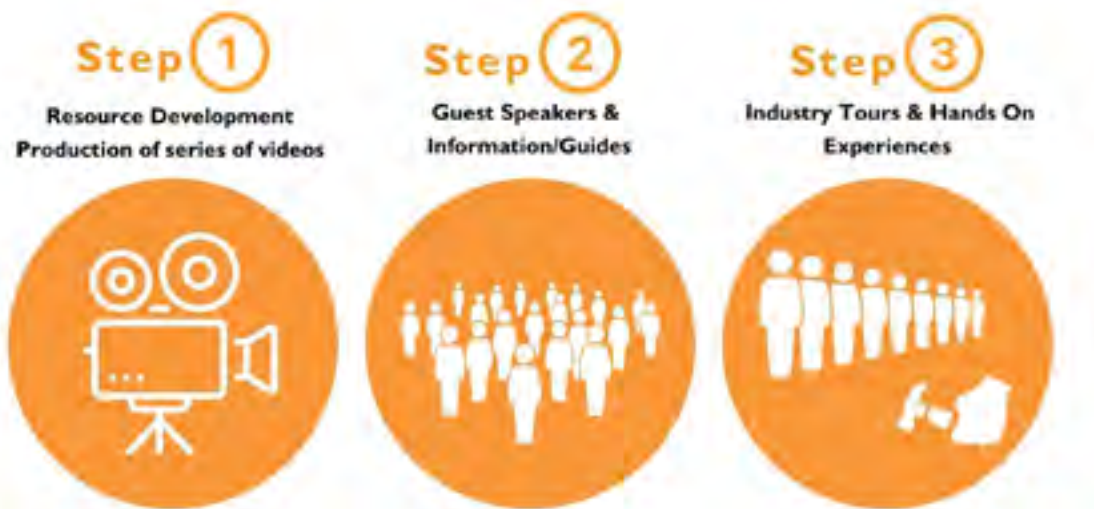 Step 1
Resource Development
Production of series of videos
Step 2
Guest Speakers &
Information/Guides
Step 3
Industry Tours & Hands On
Experiences